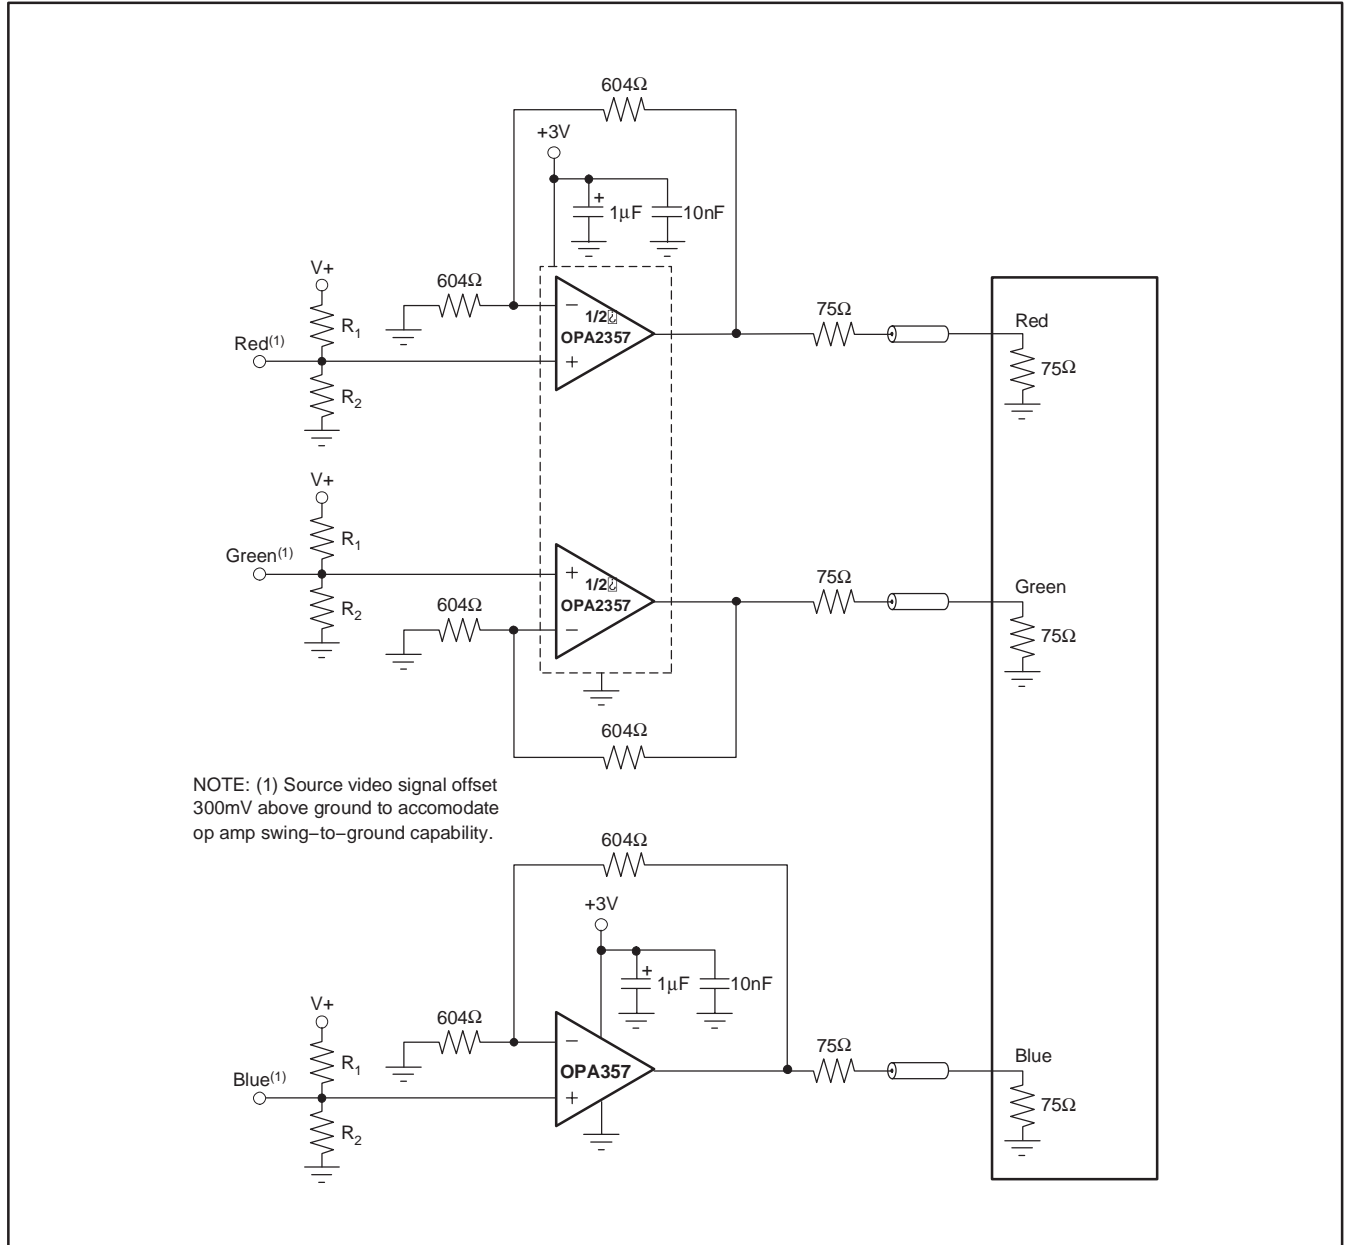 604Ω
+3V
+
1μF
10nF
V+
604Ω
R1
Red(1)
R2
−
1/2
OPA2357
+
75Ω
Red
75Ω
V+
R1
Green(1)
R2
+
1/2
OPA2357
−
604Ω
75Ω
Green
75Ω
604Ω
NOTE: (1) Source video signal offset
300mV above ground to accomodate
op amp swing−to−ground capability.
604Ω
+3V
+
1μF
10nF
V+
604Ω
R1
Blue(1)
R2
−
OPA357
+
75Ω
Blue
75Ω